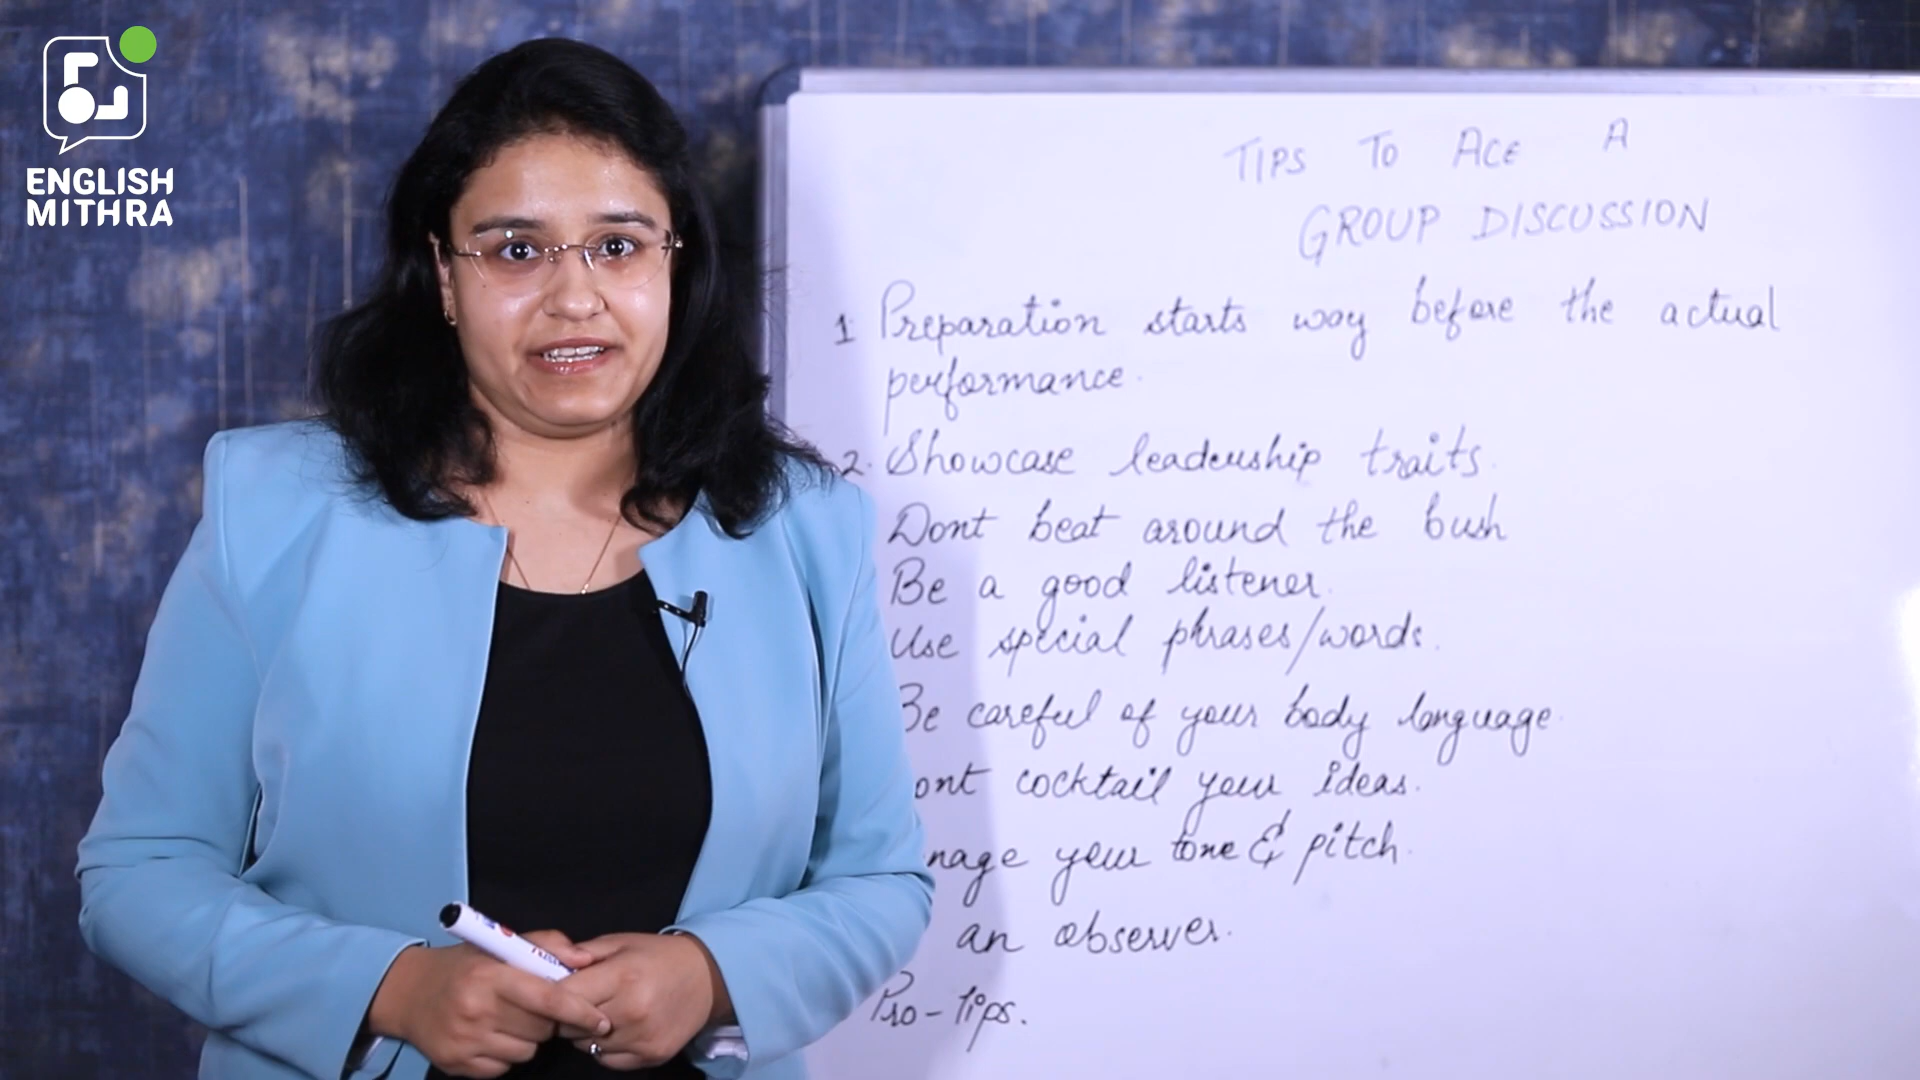 ENGLISH
MITHRA
TIPS TO ACE A
GROUP DISCUSSION
1. Preparation starts way before the actual
performance.
2. Showcase leadership traits.
Dont beat around the bush
Be a good listener.
Use special phrases/words.
Be careful of your body language.
ont cocktail your ideas.
nage your tone & pitch.
an observer.
Pro-Tips.